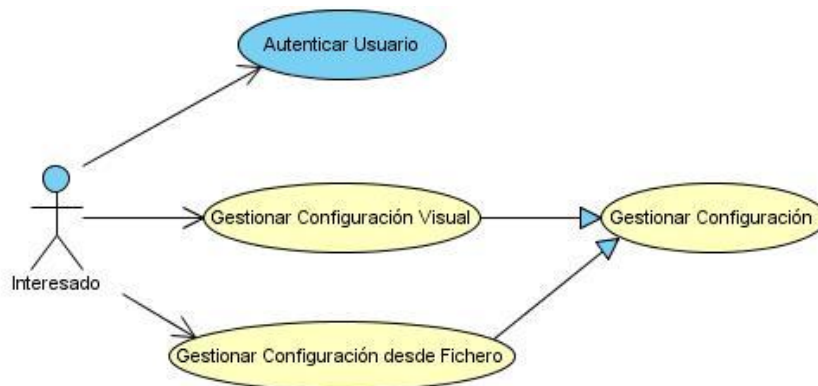 Autenticar Usuario
Gestionar Configuración Visual
Gestionar Configuración
Interesado
Gestionar Configuración desde Fichero